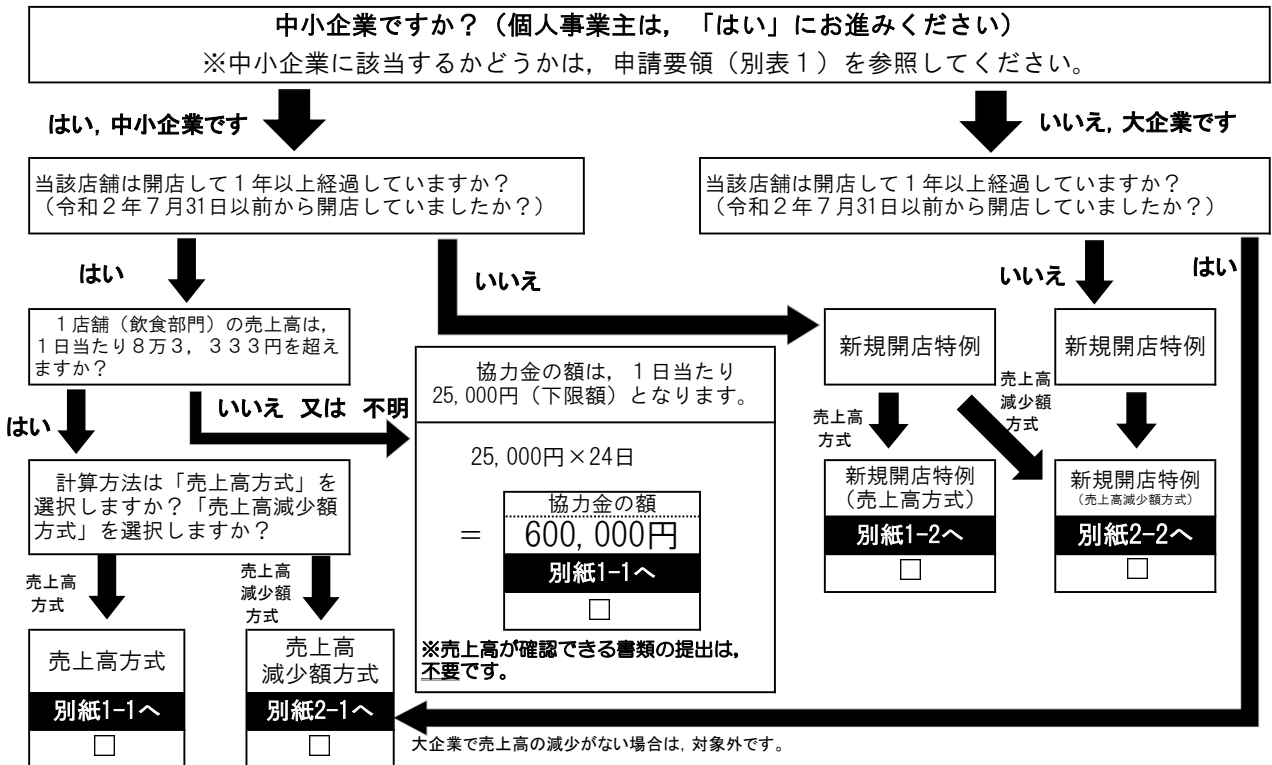 中小企業ですか？（個人事業主は，「はい」にお進みください）
※中小企業に該当するかどうかは，申請要領（別表１）を参照してください。
はい，中小企業です
いいえ，大企業です
当該店舗は開店して１年以上経過していますか？
（令和２年７月31日以前から開店していましたか？）
当該店舗は開店して１年以上経過していますか？
（令和２年７月31日以前から開店していましたか？）
はい
いいえ
いいえ
はい
１店舗（飲食部門）の売上高は，
１日当たり８万３，３３３円を超え
ますか？
はい
いいえ 又は 不明
協力金の額は，１日当たり
25,000円（下限額）となります。
25,000円×24日
＝
協力金の額
600,000円
別紙1-1へ
□
※売上高が確認できる書類の提出は，
不要です。
新規開店特例
新規開店特例
売上高
方式
売上高
減少額
方式
新規開店特例
（売上高方式）
別紙1-2へ
□
新規開店特例
（売上高減少額方式）
別紙2-2へ
□
計算方法は「売上高方式」を
選択しますか？「売上高減少額
方式」を選択しますか？
売上高
方式
売上高
減少額
方式
売上高方式
別紙1-1へ
□
売上高
減少額方式
別紙2-1へ
□
大企業で売上高の減少がない場合は，対象外です。